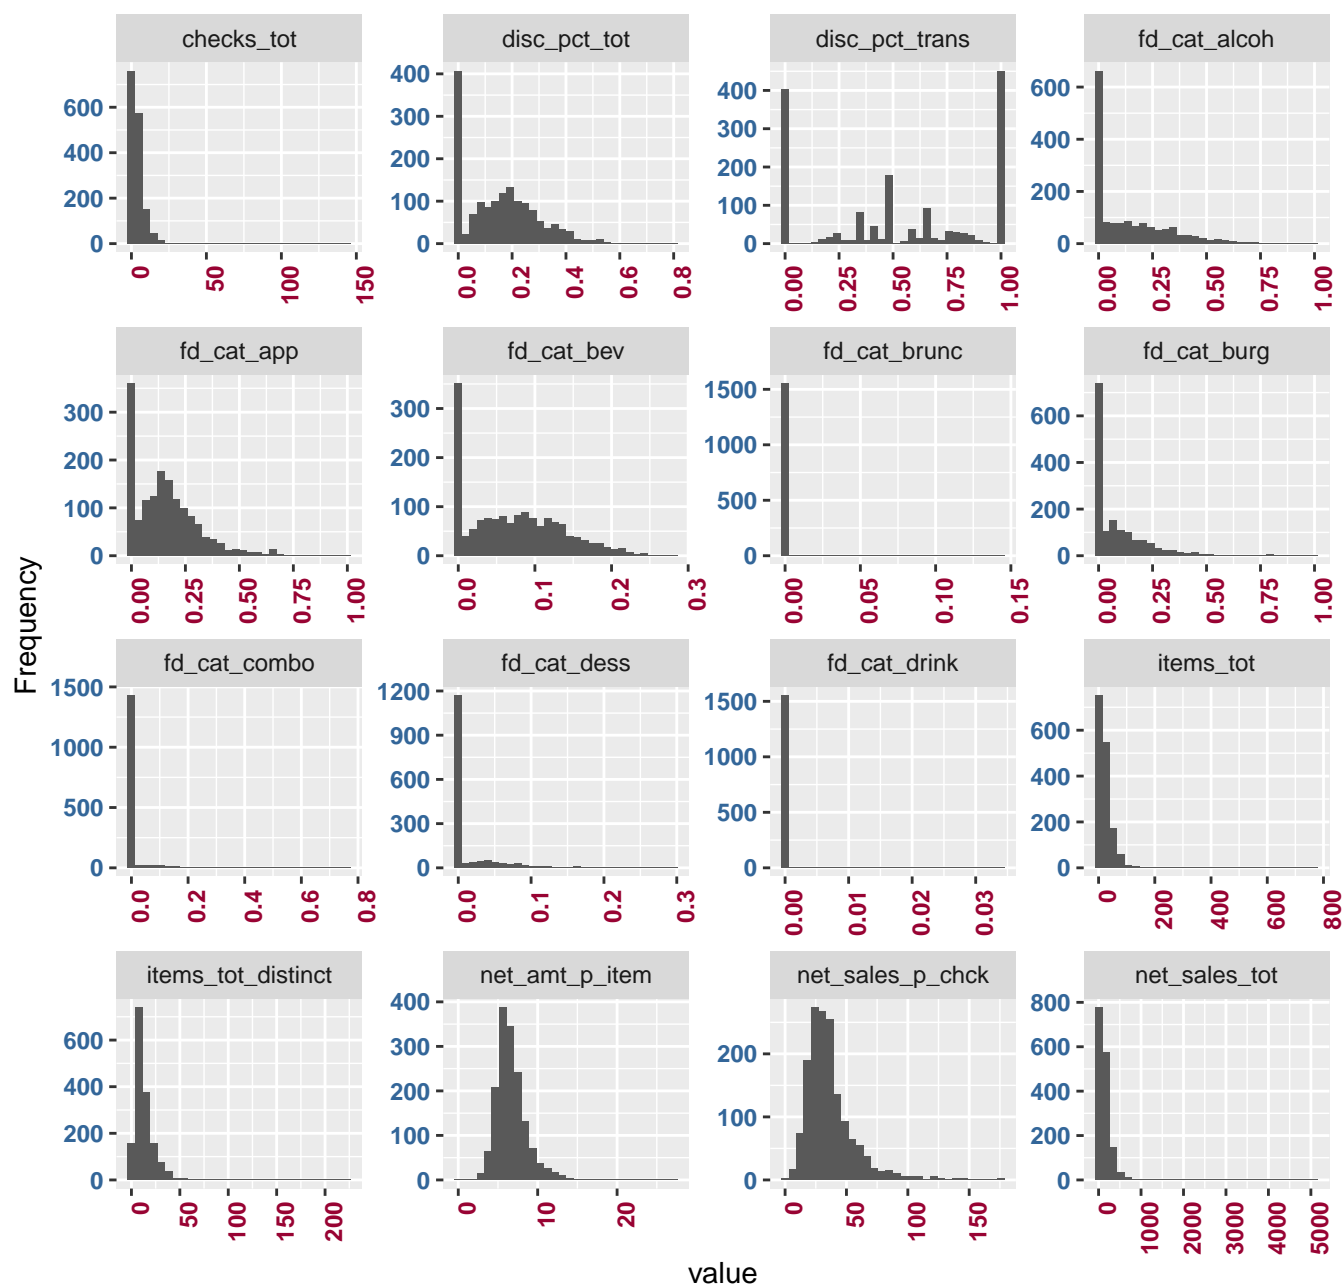 checks_tot disc_pct_tot disc_pct_trans fd_cat_alcoh
600 400 200 0
400 300 200 100 0
400 300 200 100 0
600 400 200 0
0 50 100 150
0.0 0.2 0.4 0.6 0.8
0.00 0.25 0.50 0.75 1.00
0.00 0.25 0.50 0.75 1.00
fd_cat_app fd_cat_bev fd_cat_brunc fd_cat_burg
300 200 100 0
300 200 100 0
1500 1000 500 0
600 400 200 0
0.00 0.25 0.50 0.75 1.00
0.0 0.1 0.2 0.3
0.00 0.05 0.10 0.15
0.00 0.25 0.50 0.75 1.00
Frequency
fd_cat_combo fd_cat_dess fd_cat_drink items_tot
1500 1000 500 0
1200 900 600 300 0
1500 1000 500 0
600 400 200 0
0.0 0.2 0.4 0.6 0.8
0.0 0.1 0.2 0.3
0.00 0.01 0.02 0.03
0 200 400 600 800
items_tot_distinct net_amt_p_item net_sales_p_chck net_sales_tot
600 400 200 0
400 300 200 100 0
200 100 0
800 600 400 200 0
0 50 100 150 200
0 10 20
0 50 100 150
0 1000 2000 3000 4000 5000
value